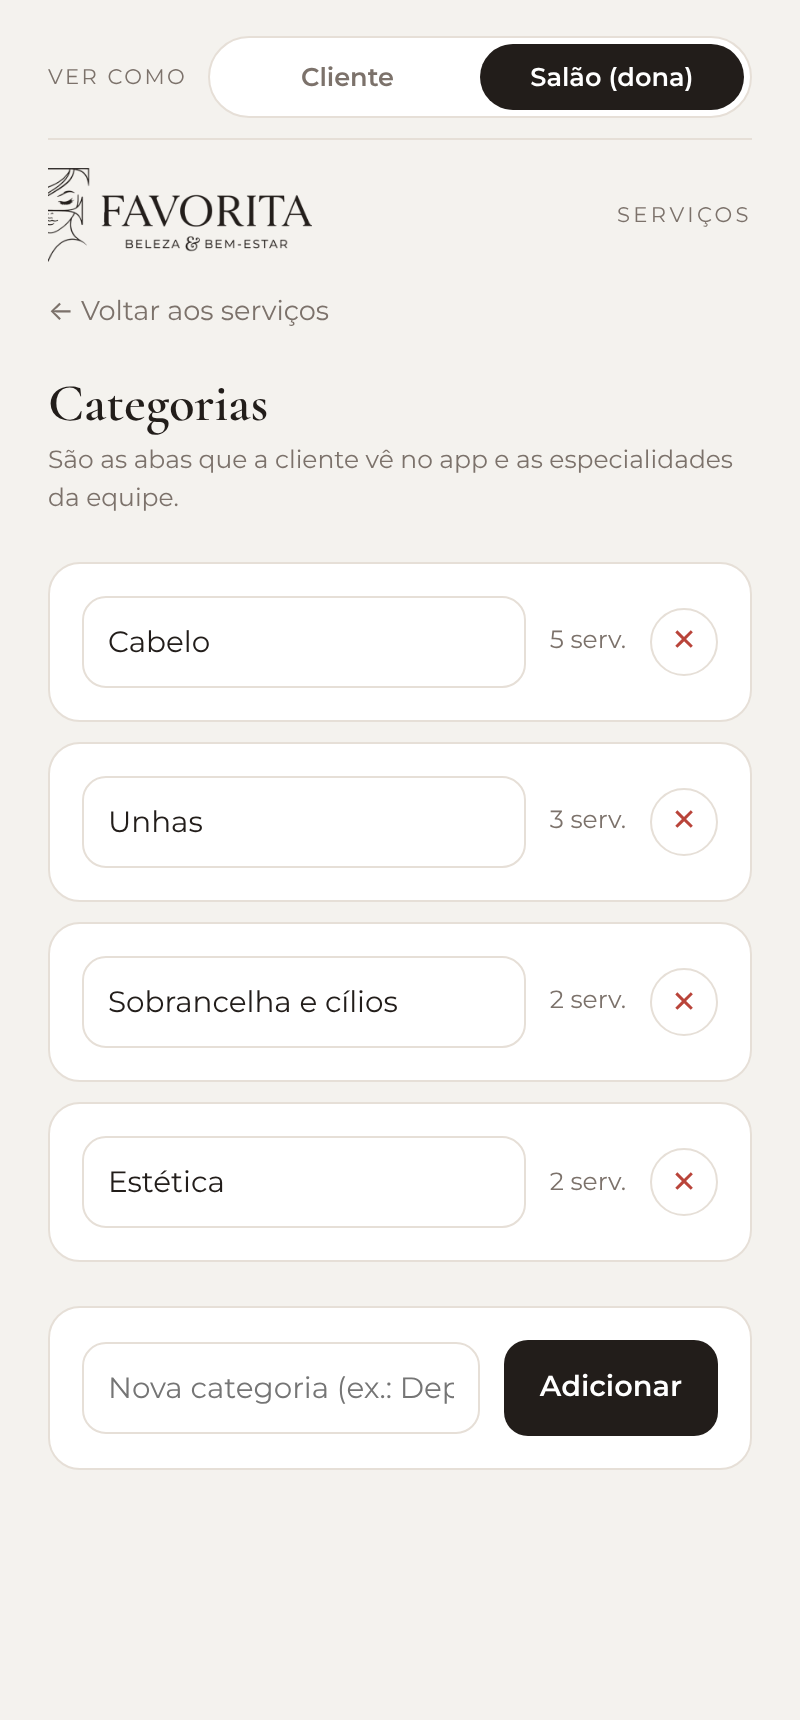 VER COMO
Cliente
Salão (dona)
FAVORITA
BELEZA & BEM-ESTAR
SERVIÇOS
← Voltar aos serviços
Categorias
São as abas que a cliente vê no app e as especialidades
da equipe.
Cabelo
5 serv.
✕
Unhas
3 serv.
✕
Sobrancelha e cílios
2 serv.
✕
Estética
2 serv.
✕
Nova categoria (ex.: Dep
Adicionar